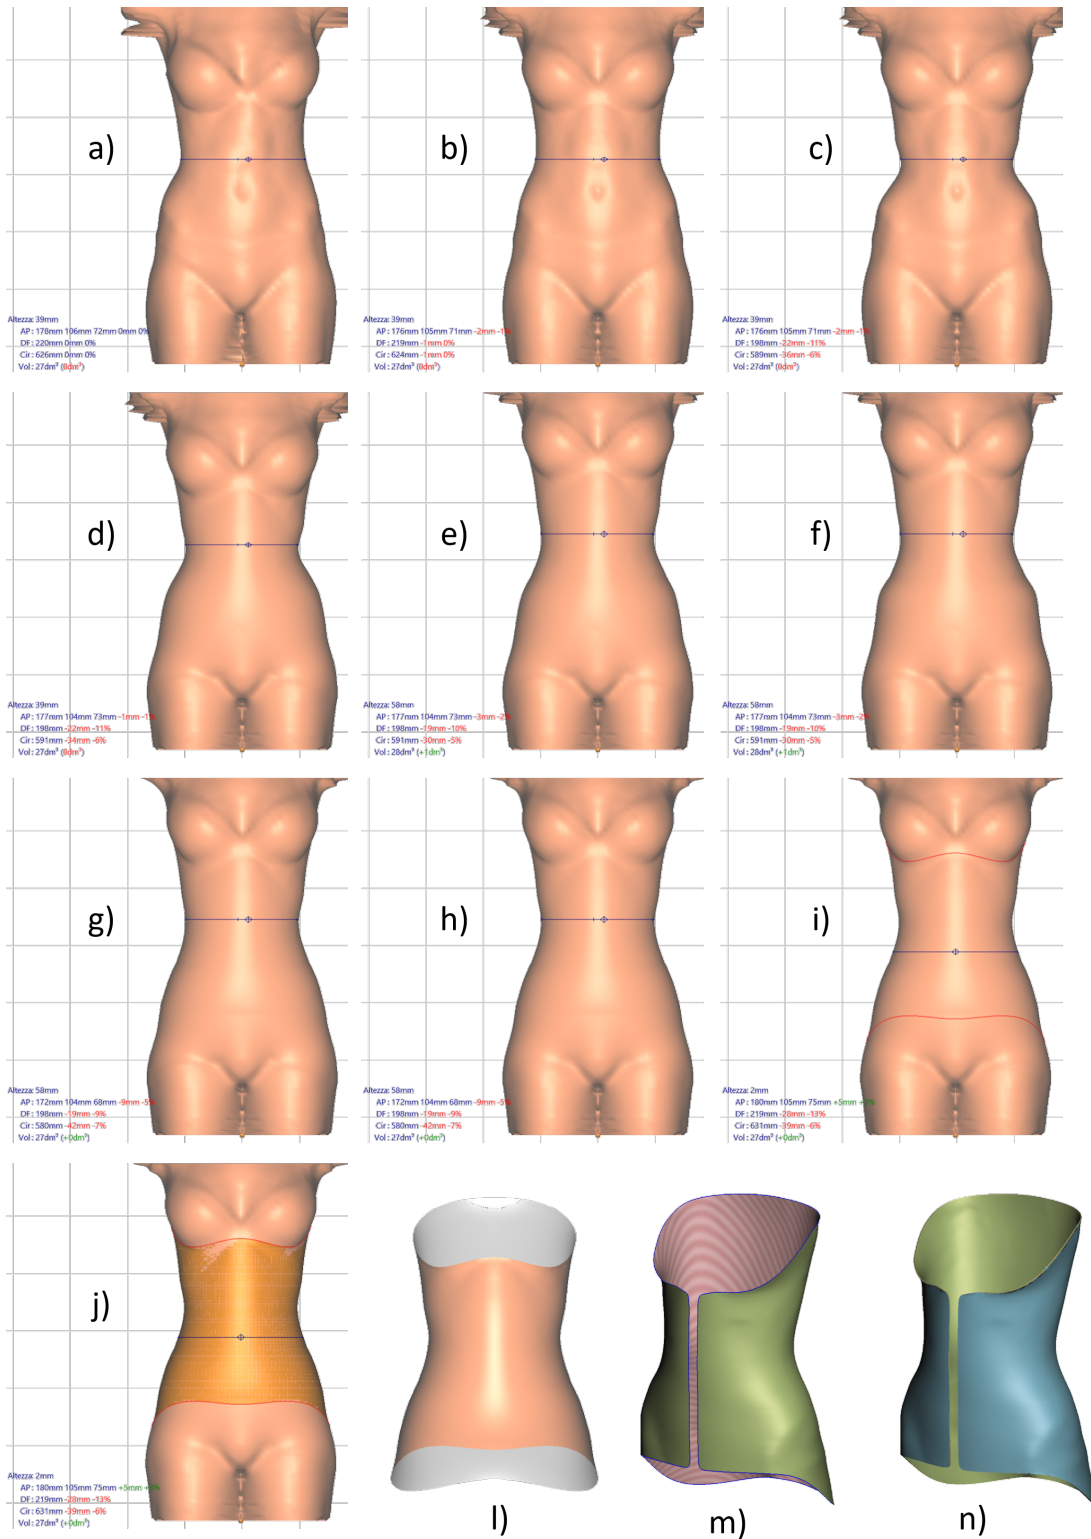 a)
Altezza: 39mm
AP: 178mm 106mm 72mm 0mm 0%
DF: 220mm 0mm 0%
Cir: 626mm 0mm 0%
Vol: 27dm³ (0dm³)
b)
Altezza: 39mm
AP: 176mm 105mm 71mm -2mm -1%
DF: 219mm -1mm 0%
Cir: 624mm -1mm 0%
Vol: 27dm³ (0dm³)
c)
Altezza: 39mm
AP: 176mm 105mm 71mm -2mm -1%
DF: 198mm -22mm -11%
Cir: 589mm -36mm -6%
Vol: 27dm³ (0dm³)
d)
Altezza: 39mm
AP: 177mm 104mm 73mm -1mm -1%
DF: 198mm -22mm -11%
Cir: 591mm -34mm -6%
Vol: 27dm³ (0dm³)
e)
Altezza: 58mm
AP: 177mm 104mm 73mm -3mm -2%
DF: 198mm -19mm -10%
Cir: 591mm -30mm -5%
Vol: 28dm³ (+1dm³)
f)
Altezza: 58mm
AP: 177mm 104mm 73mm -3mm -2%
DF: 198mm -19mm -10%
Cir: 591mm -30mm -5%
Vol: 28dm³ (+1dm³)
g)
Altezza: 58mm
AP: 172mm 104mm 68mm -9mm -5%
DF: 198mm -19mm -9%
Cir: 580mm -42mm -7%
Vol: 27dm³ (+0dm³)
h)
Altezza: 58mm
AP: 172mm 104mm 68mm -9mm -5%
DF: 198mm -19mm -9%
Cir: 580mm -42mm -7%
Vol: 27dm³ (+0dm³)
i)
Altezza: 2mm
AP: 180mm 105mm 75mm +5mm
DF: 219mm -28mm -13%
Cir: 631mm -39mm -6%
Vol: 27dm³ (+0dm³)
j)
Altezza: 2mm
AP: 180mm 105mm 75mm +5mm
DF: 219mm -28mm -13%
Cir: 631mm -39mm -6%
Vol: 27dm³ (+0dm³)
l)
m)
n)